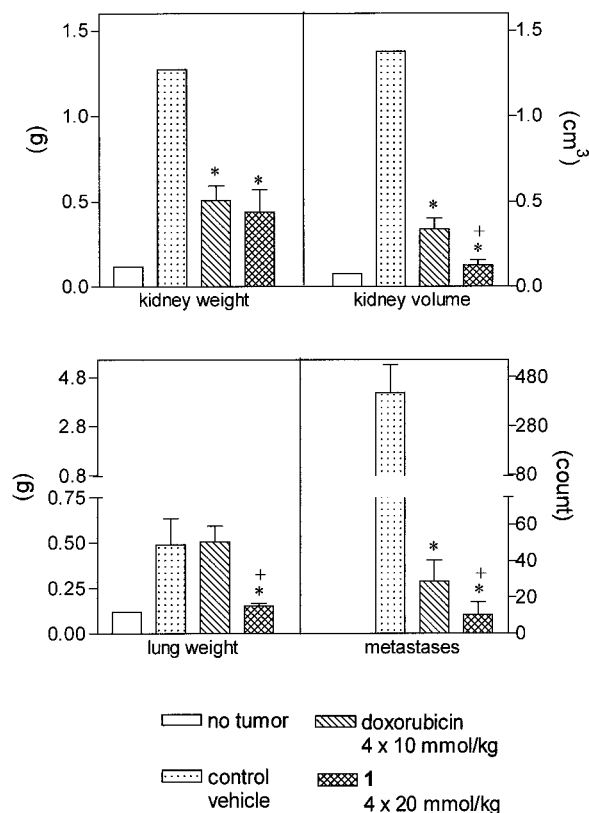 1.5
1.0
0.5
0.0
(g)
kidney weight
* *
kidney volume
*
+
*
1.5
1.0
0.5
0.0
(cm³)
4.8
2.8
0.8
0.75
0.50
0.25
0.00
(g)
lung weight
+
*
metastases
*
+
*
480
280
80
60
40
20
0
(count)
no tumor
doxorubicin
4 x 10 mmol/kg
control
vehicle
1
4 x 20 mmol/kg